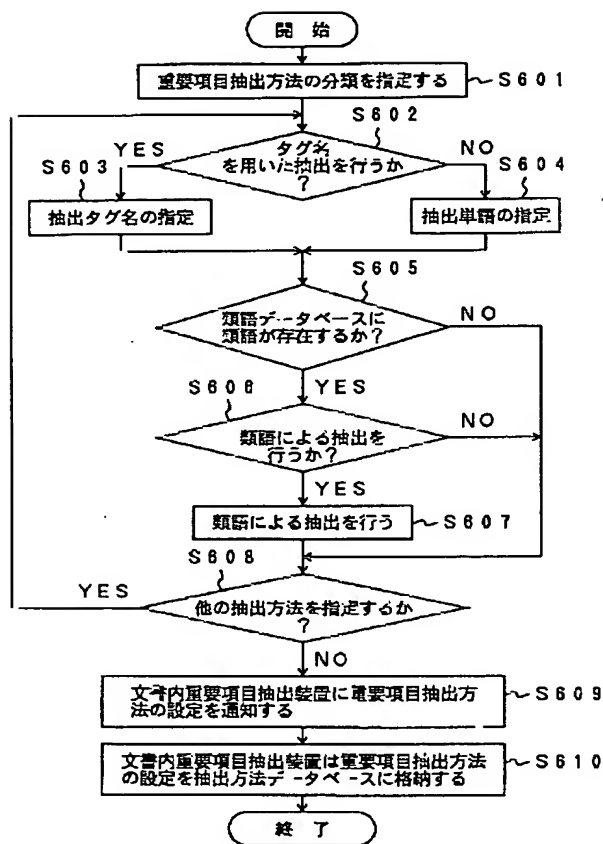 開 始
重要項目抽出方法の分類を指定する
S601
S602
タグ名
を用いた抽出を行うか
?
YES
NO
S603
S604
抽出タグ名の指定
抽出単語の指定
S605
類語データベースに
類語が存在するか?
NO
YES
S606
類語による抽出を
行うか?
NO
YES
類語による抽出を行う
S607
S608
YES
他の抽出方法を指定するか
?
NO
文書内重要項目抽出装置に重要項目抽出方
法の設定を通知する
S609
文書内重要項目抽出装置は重要項目抽出方法
の設定を抽出方法データベースに格納する
S610
終 了